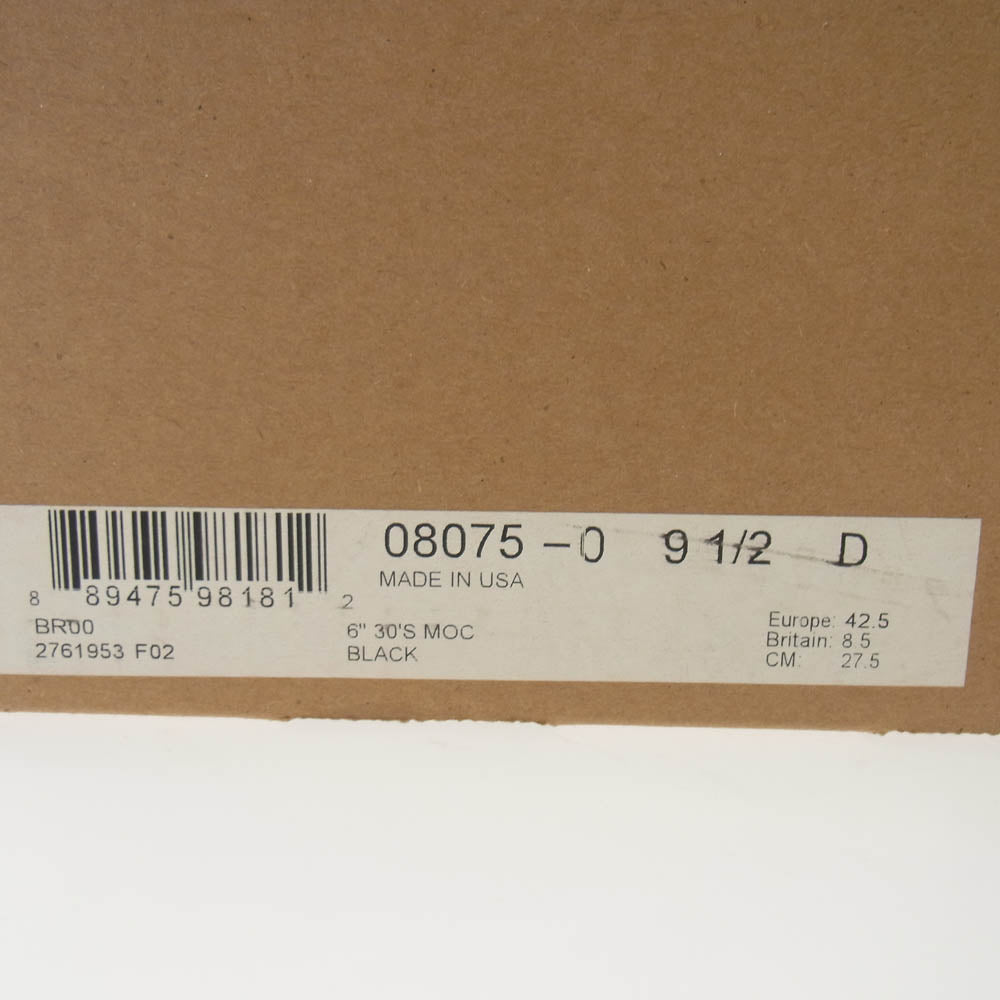 08075 -0 9 1/2 D
MADE IN USA
8 89475 98181 2
BR00
2761953 F02
6" 30'S MOC
BLACK
Europe: 42.5
Britain: 8.5
CM: 27.5